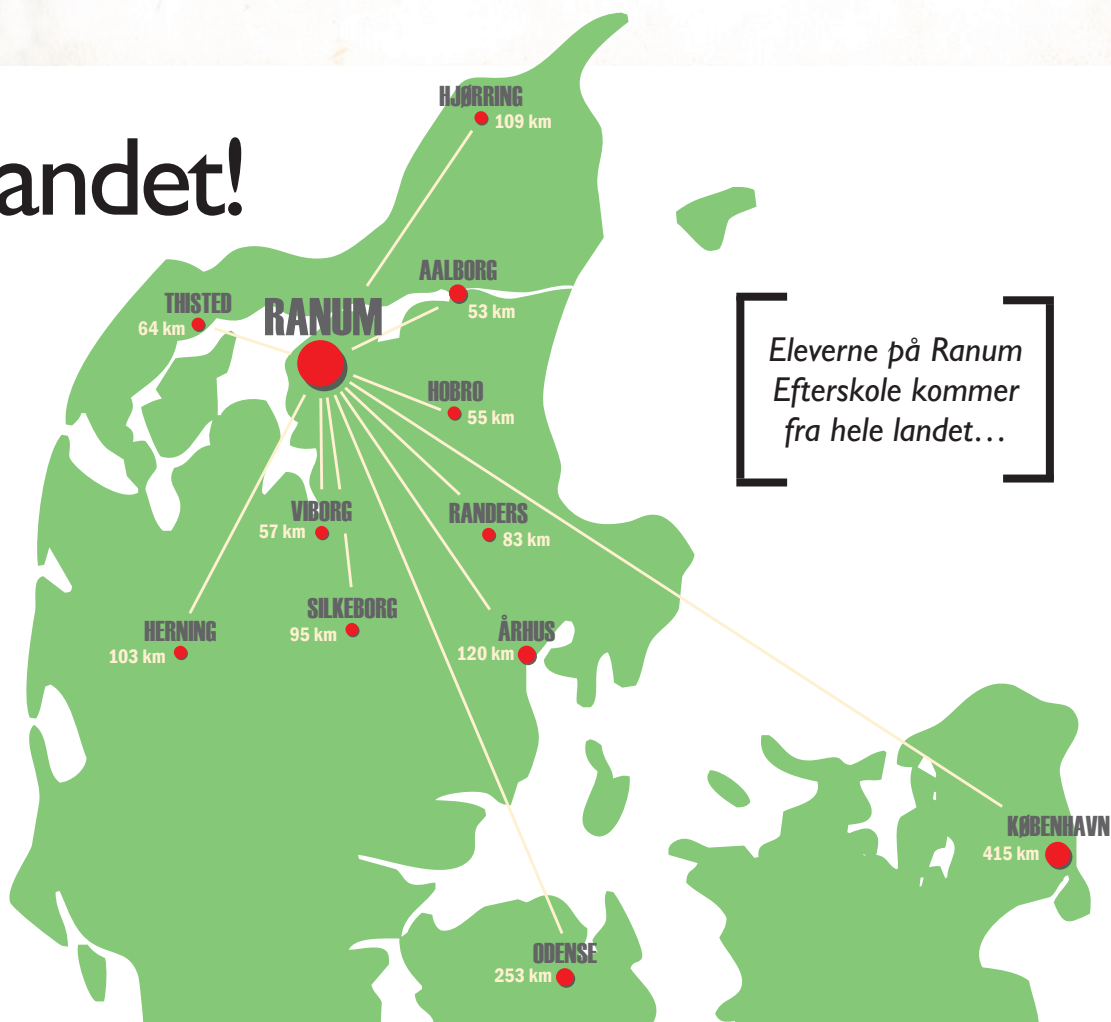 HJØRRING
109 km
andet!
AALBORG
53 km
THISTED
64 km
RANUM
Eleverne på Ranum
Efterskole kommer
fra hele landet…
HOBRO
55 km
VIBORG
57 km
RANDERS
83 km
SILKEBORG
95 km
HERNING
103 km
ÅRHUS
120 km
KØBENHAVN
415 km
ODENSE
253 km